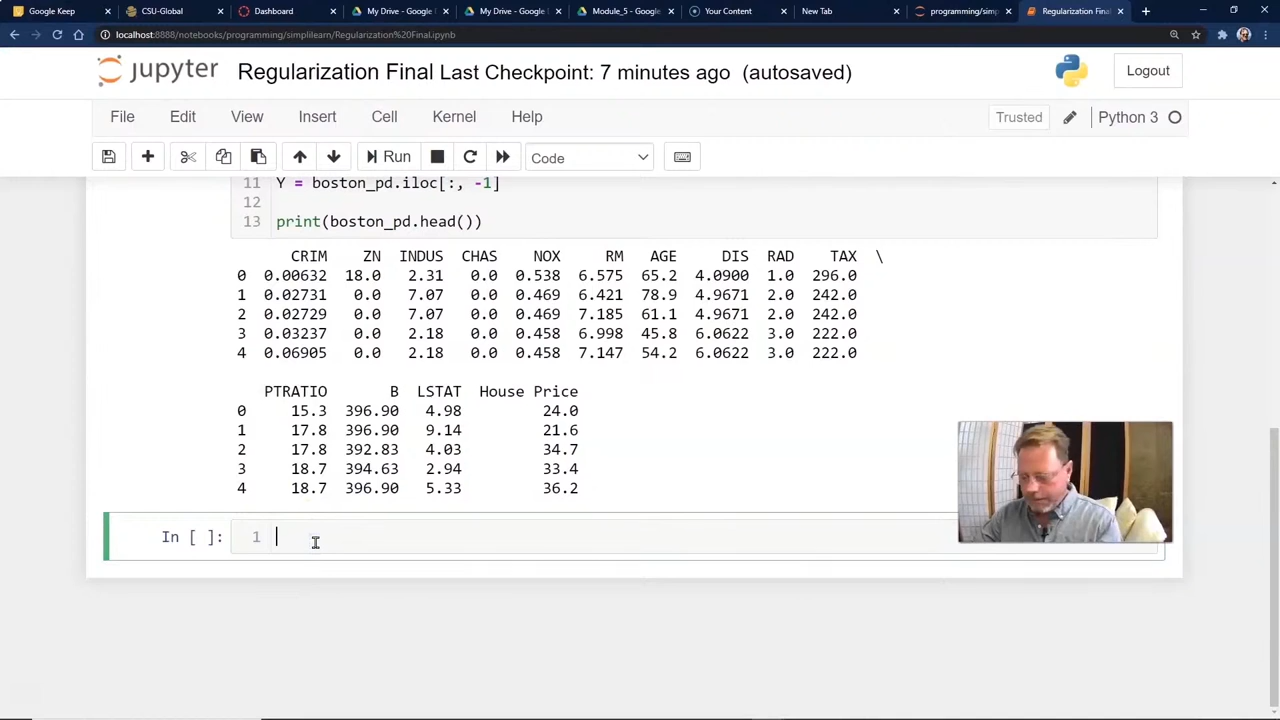 Google Keep
CSU-Global
Dashboard
My Drive - Google
My Drive - Google
Module_5 - Google
Your Content
New Tab
programming/simp
Regularization Final
localhost:8888/notebooks/programming/simplilearn/Regularization%20Final.ipynb
jupyter Regularization Final Last Checkpoint: 7 minutes ago (autosaved)
Logout
File Edit View Insert Cell Kernel Help
Trusted
Python 3
Run
Code
11 Y = boston_pd.iloc[:, -1]
12
13 print(boston_pd.head())
CRIM ZN INDUS CHAS NOX RM AGE DIS RAD TAX \
0 0.00632 18.0 2.31 0.0 0.538 6.575 65.2 4.0900 1.0 296.0
1 0.02731 0.0 7.07 0.0 0.469 6.421 78.9 4.9671 2.0 242.0
2 0.02729 0.0 7.07 0.0 0.469 7.185 61.1 4.9671 2.0 242.0
3 0.03237 0.0 2.18 0.0 0.458 6.998 45.8 6.0622 3.0 222.0
4 0.06905 0.0 2.18 0.0 0.458 7.147 54.2 6.0622 3.0 222.0
PTRATIO B LSTAT House Price
0 15.3 396.90 4.98 24.0
1 17.8 396.90 9.14 21.6
2 17.8 392.83 4.03 34.7
3 18.7 394.63 2.94 33.4
4 18.7 396.90 5.33 36.2
In [ ]: 1